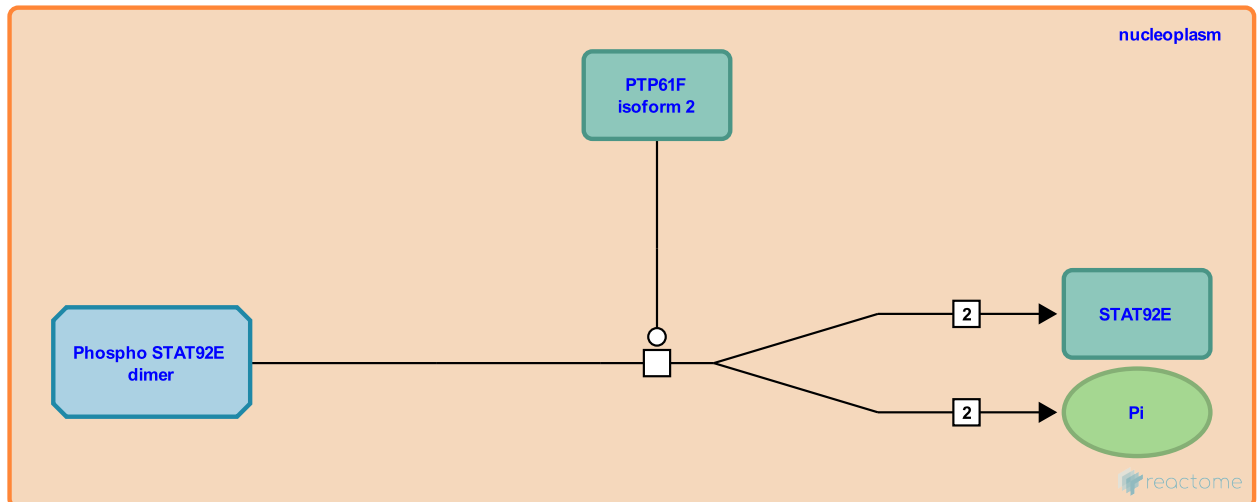 nucleoplasm
PTP61F
isoform 2
2
STAT92E
Phospho STAT92E
dimer
2
Pi
reactome